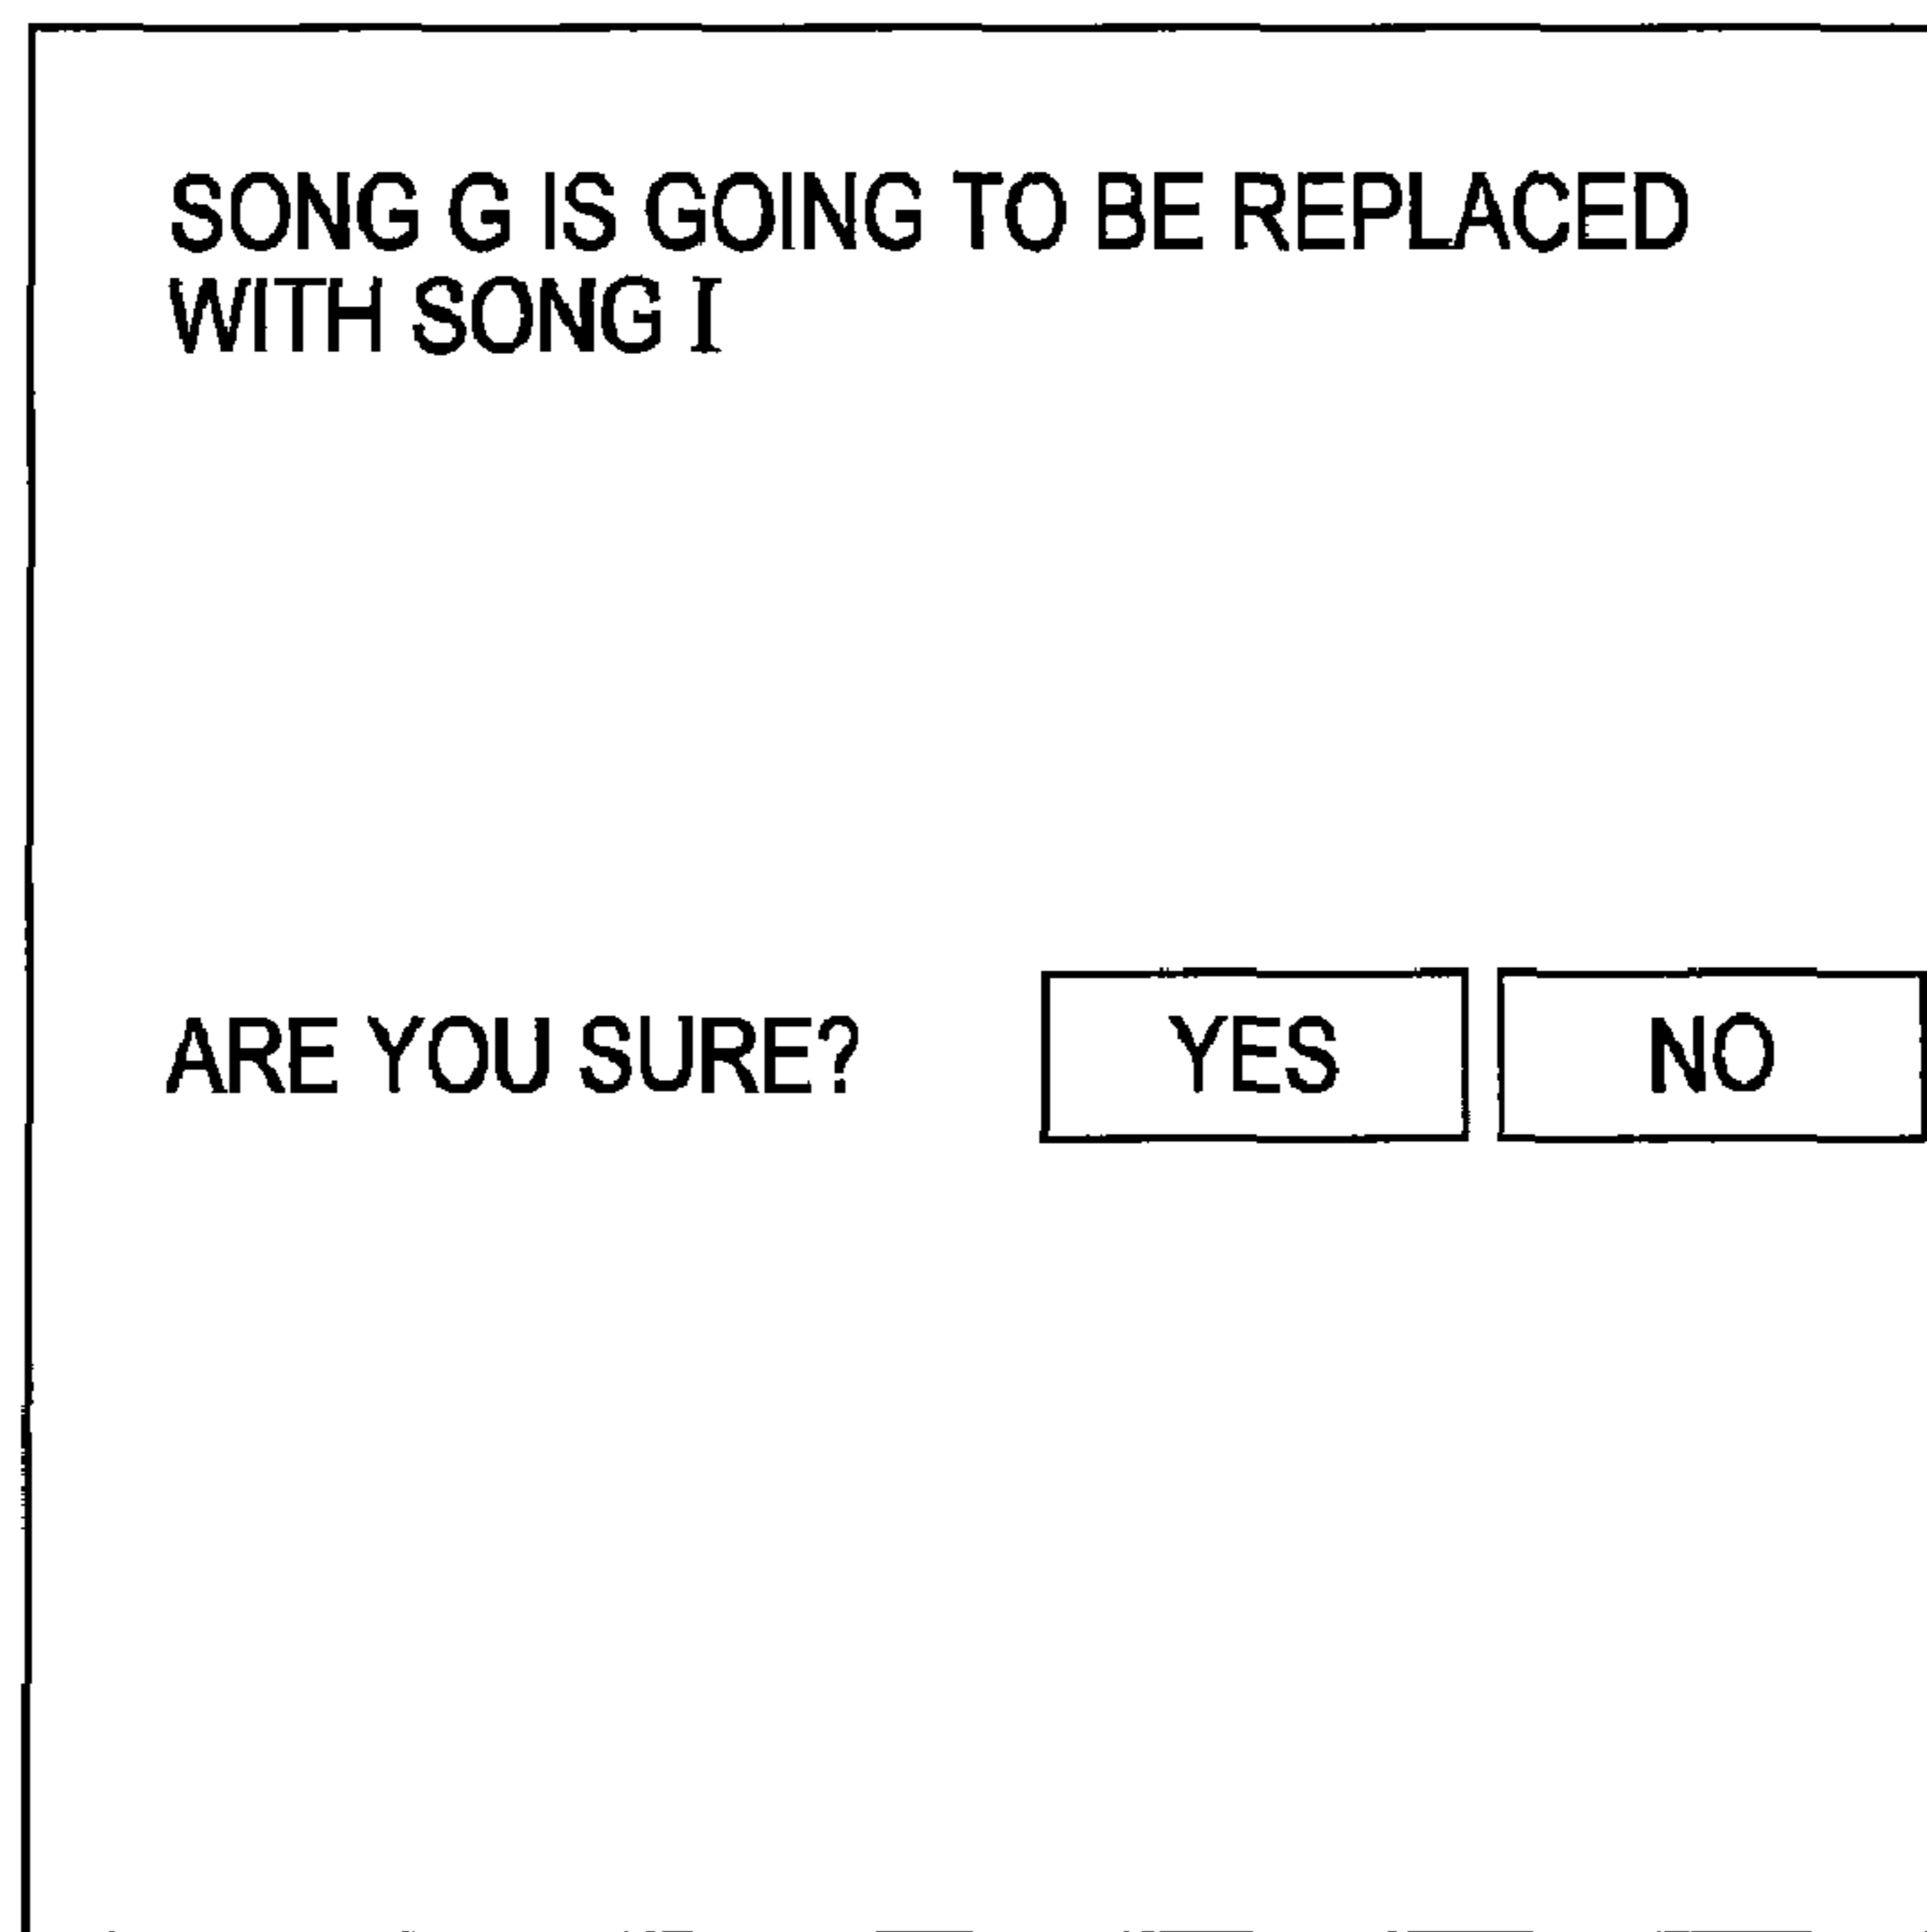 SONG G IS GOING TO BE REPLACED
WITH SONG I
ARE YOU SURE? YES NO